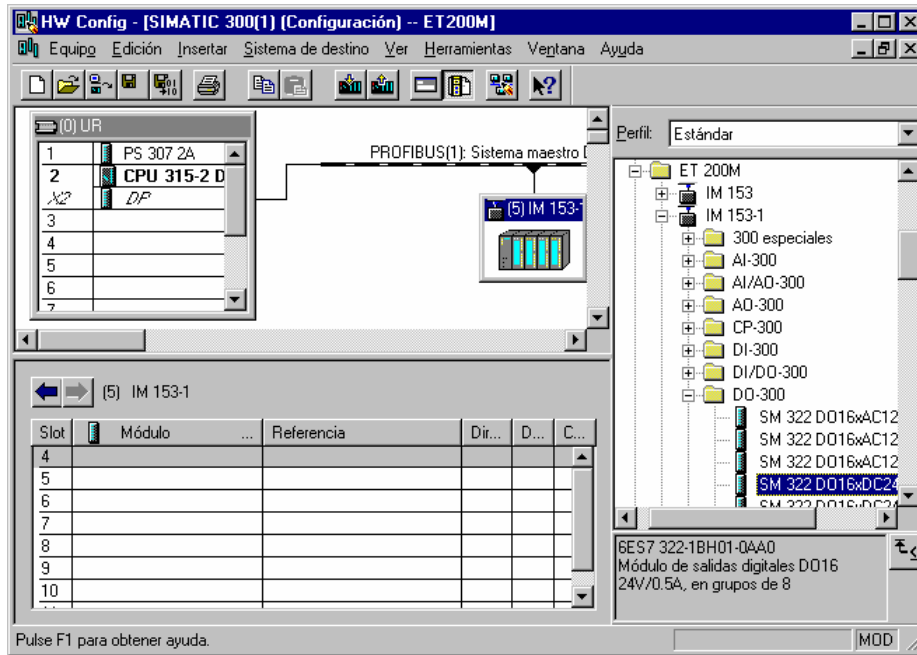 HW Config - [SIMATIC 300(1) (Configuración) -- ET200M]
Equipo Edición Insertar Sistema de destino Ver Herramientas Ventana Ayuda
(0) UR
1 PS 307 2A
2 CPU 315-2 D
X2 DP
3
4
5
6
7
PROFIBUS(1): Sistema maestro D
(5) IM 153-1
(5) IM 153-1
Slot Módulo ... Referencia Dir... D... C...
4
5
6
7
8
9
10
Perfil: Estándar
ET 200M
IM 153
IM 153-1
300 especiales
AI-300
AI/AO-300
AO-300
CP-300
DI-300
DI/DO-300
DO-300
SM 322 DO16xAC12
SM 322 DO16xAC12
SM 322 DO16xAC12
SM 322 DO16xDC24
SM 322 DO16xDC24
6ES7 322-1BH01-0AA0
Módulo de salidas digitales DO16
24V/0.5A, en grupos de 8
Pulse F1 para obtener ayuda.
MOD